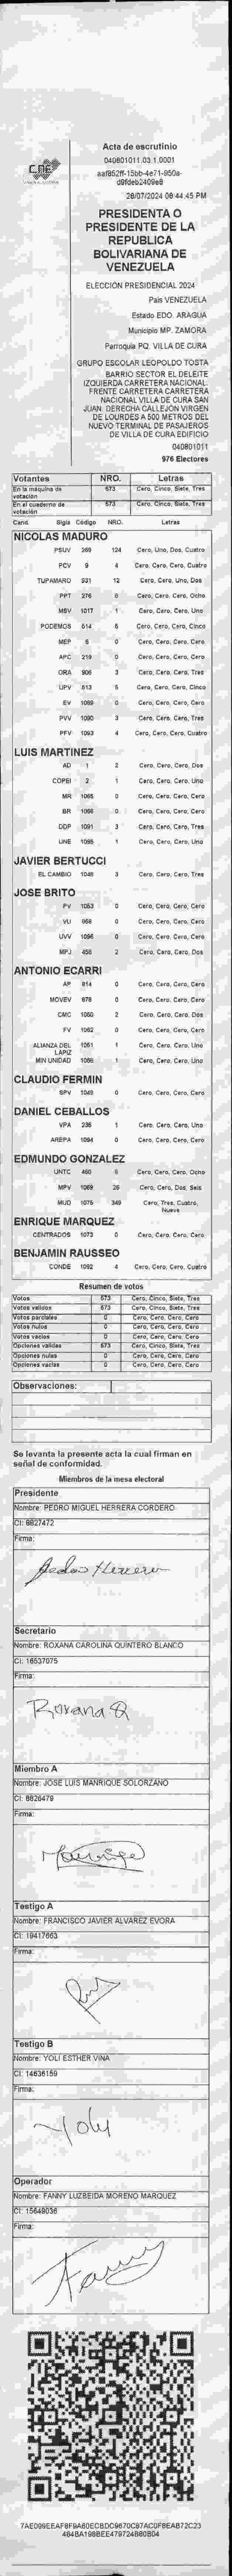 CNE
Acta de escrutinio
040801011.03.1.0001
28/07/2024 08:44:45 PM
PRESIDENTA O
PRESIDENTE DE LA
REPUBLICA
BOLIVARIANA DE
VENEZUELA
ELECCIÓN PRESIDENCIAL 2024
País VENEZUELA
Estado EDO. ARAGUA
Municipio MP. ZAMORA
Parroquia PQ. VILLA DE CURA
GRUPO ESCOLAR LEOPOLDO TOSTA
BARRIO SECTOR EL DELEITE
IZQUIERDA CARRETERA NACIONAL.
FRENTE CARRETERA CARRETERA
NACIONAL VILLA DE CURA SAN
JUAN. DERECHA CALLEJÓN VIRGEN
DE LOURDES A 500 METROS DEL
NUEVO TERMINAL DE PASAJEROS
DE VILLA DE CURA EDIFICIO
040801011
976 Electores
Votantes NRO. Letras
En la máquina de votación 573 Cero, Cinco, Siete, Tres
En el cuaderno de votación 573 Cero, Cinco, Siete, Tres
Cand. Sigla Código NRO. Letras
NICOLAS MADURO
PSUV 269 124 Cero, Uno, Dos, Cuatro
PCV 9 4 Cero, Cero, Cero, Cuatro
TUPAMARO 931 12 Cero, Cero, Uno, Dos
PPT 276 8 Cero, Cero, Cero, Ocho
MSV 1017 1 Cero, Cero, Cero, Uno
PODEMOS 514 5 Cero, Cero, Cero, Cinco
MEP 5 0 Cero, Cero, Cero, Cero
APC 219 0 Cero, Cero, Cero, Cero
ORA 906 3 Cero, Cero, Cero, Tres
UPV 613 5 Cero, Cero, Cero, Cinco
EV 1089 0 Cero, Cero, Cero, Cero
PVV 1090 3 Cero, Cero, Cero, Tres
PFV 1093 4 Cero, Cero, Cero, Cuatro
LUIS MARTINEZ
AD 1 2 Cero, Cero, Cero, Dos
COPEI 2 1 Cero, Cero, Cero, Uno
MR 1065 0 Cero, Cero, Cero, Cero
BR 1066 0 Cero, Cero, Cero, Cero
DDP 1091 3 Cero, Cero, Cero, Tres
UNE 1095 1 Cero, Cero, Cero, Uno
JAVIER BERTUCCI
EL CAMBIO 1048 3 Cero, Cero, Cero, Tres
JOSE BRITO
PV 1053 0 Cero, Cero, Cero, Cero
VU 968 0 Cero, Cero, Cero, Cero
UVV 1096 0 Cero, Cero, Cero, Cero
MPJ 458 2 Cero, Cero, Cero, Dos
ANTONIO ECARRI
AP 814 0 Cero, Cero, Cero, Cero
MOVEV 978 0 Cero, Cero, Cero, Cero
CMC 1050 2 Cero, Cero, Cero, Dos
FV 1062 0 Cero, Cero, Cero, Cero
ALIANZA DEL LAPIZ 1051 1 Cero, Cero, Cero, Uno
MIN UNIDAD 1056 1 Cero, Cero, Cero, Uno
CLAUDIO FERMIN
SPV 1049 0 Cero, Cero, Cero, Cero
DANIEL CEBALLOS
VPA 236 1 Cero, Cero, Cero, Uno
AREPA 1094 0 Cero, Cero, Cero, Cero
EDMUNDO GONZALEZ
UNTC 460 8 Cero, Cero, Cero, Ocho
MPV 1069 26 Cero, Cero, Dos, Seis
MUD 1075 349 Cero, Tres, Cuatro, Nueve
ENRIQUE MARQUEZ
CENTRADOS 1073 0 Cero, Cero, Cero, Cero
BENJAMIN RAUSSEO
CONDE 1092 4 Cero, Cero, Cero, Cuatro
Resumen de votos
Votos 573 Cero, Cinco, Siete, Tres
Votos válidos 573 Cero, Cinco, Siete, Tres
Votos parciales 0 Cero, Cero, Cero, Cero
Votos nulos 0 Cero, Cero, Cero, Cero
Votos vacíos 0 Cero, Cero, Cero, Cero
Opciones válidas 573 Cero, Cinco, Siete, Tres
Opciones nulas 0 Cero, Cero, Cero, Cero
Opciones vacías 0 Cero, Cero, Cero, Cero
Observaciones:
Se levanta la presente acta la cual firman en
señal de conformidad.
Miembros de la mesa electoral
Presidente
Nombre: PEDRO MIGUEL HERRERA CORDERO
CI: 8827472
Firma:
Pedro Herrera
Secretario
Nombre: ROXANA CAROLINA QUINTERO BLANCO
CI: 16537075
Firma:
Roxana Q
Miembro A
Nombre: JOSE LUIS MANRIQUE SOLORZANO
CI: 8826479
Firma:
Manrique
Testigo A
Nombre: FRANCISCO JAVIER ALVAREZ EVORA
CI: 19417663
Firma:
Testigo B
Nombre: YOLI ESTHER VINA
CI: 14636159
Firma:
Yoly
Operador
Nombre: FANNY LUZBEIDA MORENO MARQUEZ
CI: 15649036
Firma:
Fanny